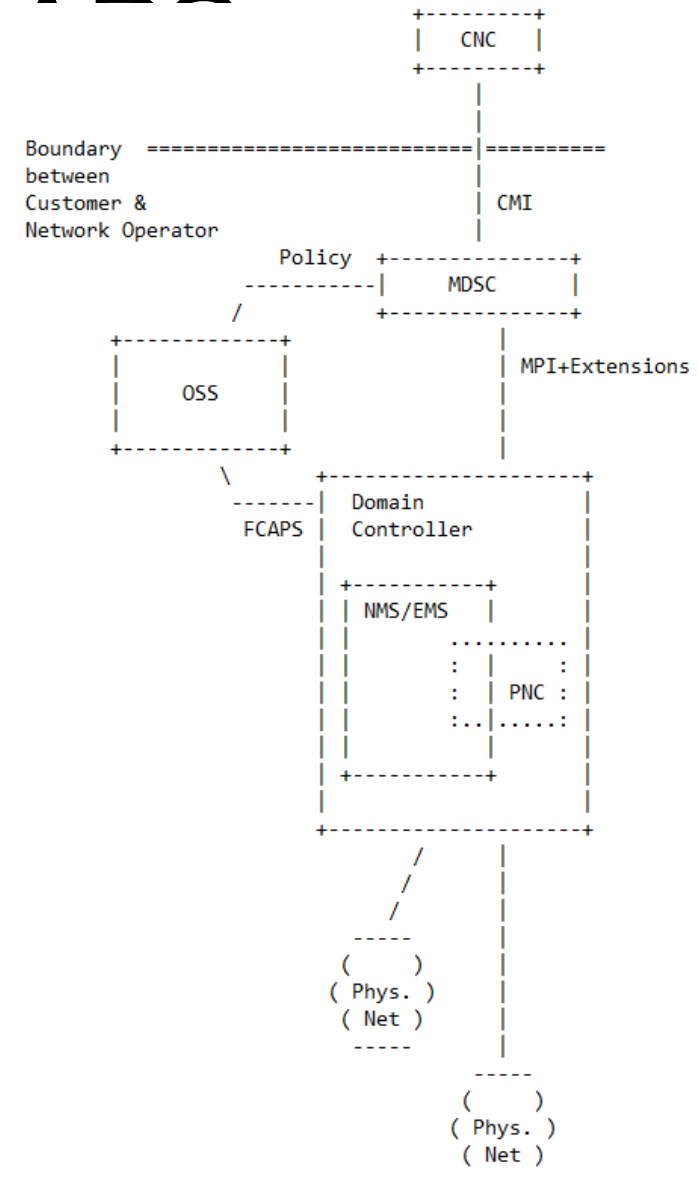 CNC
Boundary
between
Customer &
CMI
Network Operator
Policy
MDSC
MPI+Extensions
OSS
Domain
FCAPS
Controller
NMS/EMS
PNC
Phys.
Net
Phys.
Net